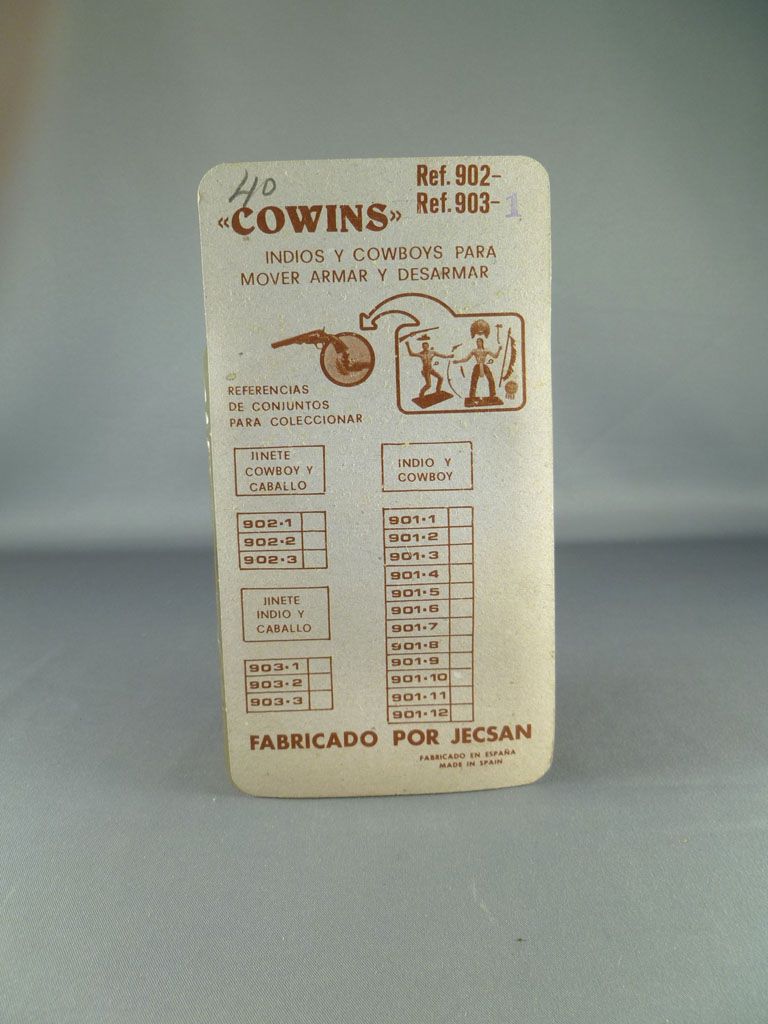 40
Ref. 902-
Ref. 903-1
«COWINS»
INDIOS Y COWBOYS PARA
MOVER ARMAR Y DESARMAR
REFERENCIAS
DE CONJUNTOS
PARA COLECCIONAR
JINETE
COWBOY Y
CABALLO
902·1
902·2
902·3
JINETE
INDIO Y
CABALLO
903·1
903·2
903·3
INDIO Y
COWBOY
901·1
901·2
901·3
901·4
901·5
901·6
901·7
901·8
901·9
901·10
901·11
901·12
FABRICADO POR JECSAN
FABRICADO EN ESPAÑA
MADE IN SPAIN